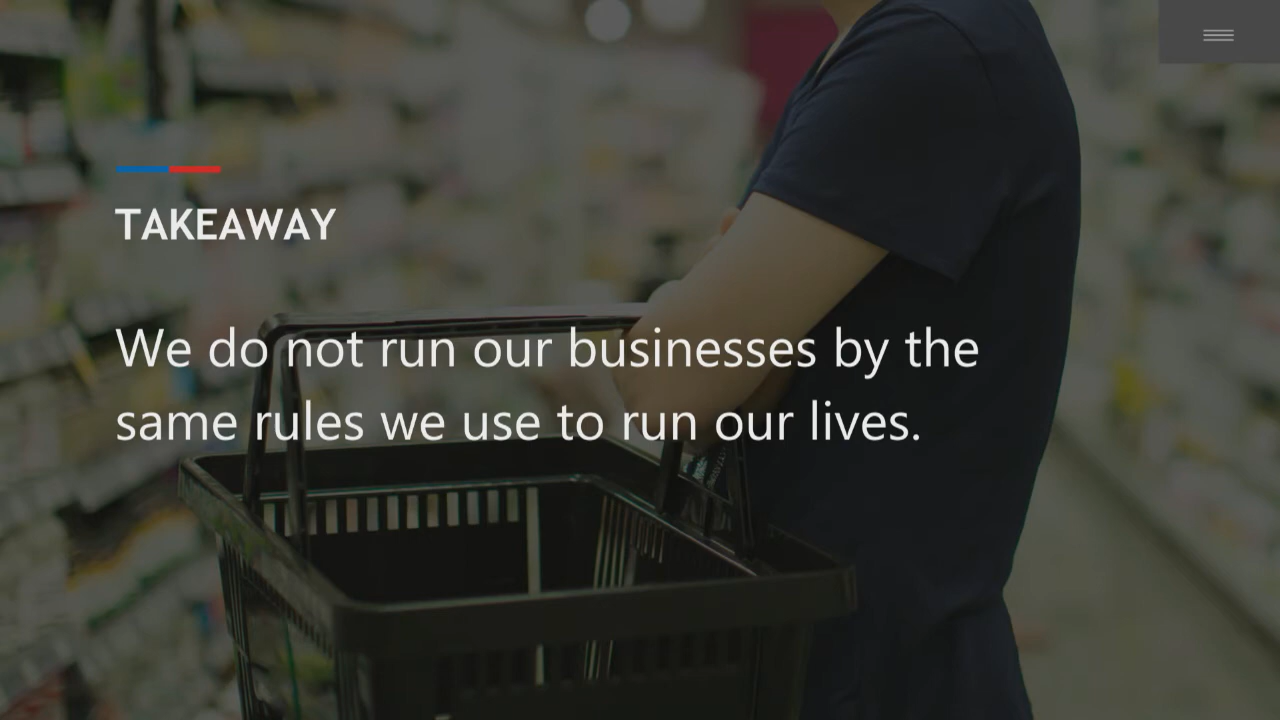 TAKEAWAY
We do not run our businesses by the
same rules we use to run our lives.